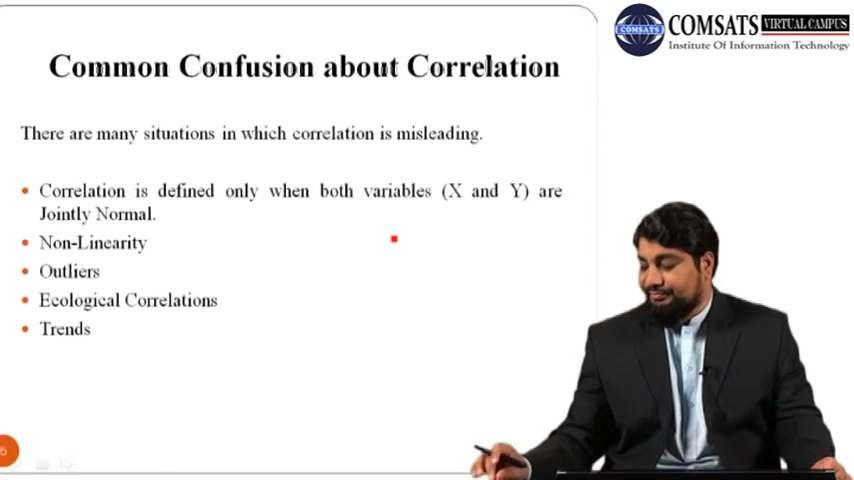 COMSATS VIRTUAL CAMPUS
COMSATS
Institute Of Information Technology
Common Confusion about Correlation
There are many situations in which correlation is misleading.
• Correlation is defined only when both variables (X and Y) are
Jointly Normal.
• Non-Linearity
• Outliers
• Ecological Correlations
• Trends
6